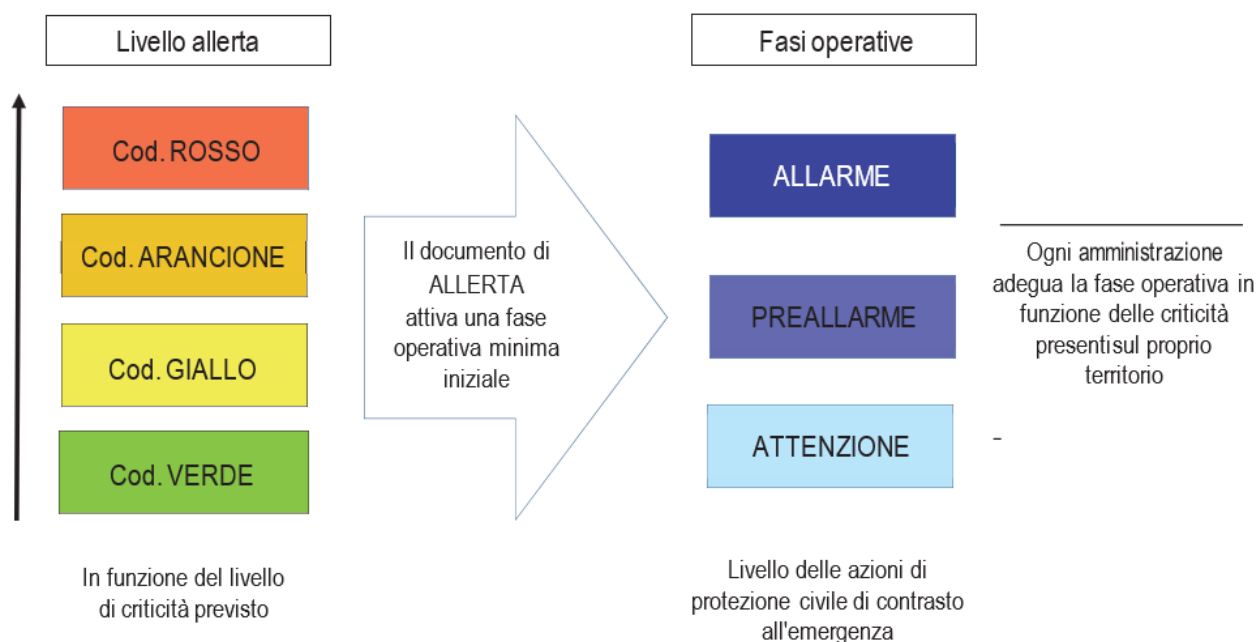 Livello allerta
Fasi operative
Cod. ROSSO
Cod. ARANCIONE
Cod. GIALLO
Cod. VERDE
In funzione del livello
di criticità previsto
Il documento di
ALLERTA
attiva una fase
operativa minima
iniziale
ALLARME
PREALLARME
ATTENZIONE
Livello delle azioni di
protezione civile di contrasto
all'emergenza
Ogni amministrazione
adegua la fase operativa in
funzione delle criticità
presentisul proprio
territorio
-